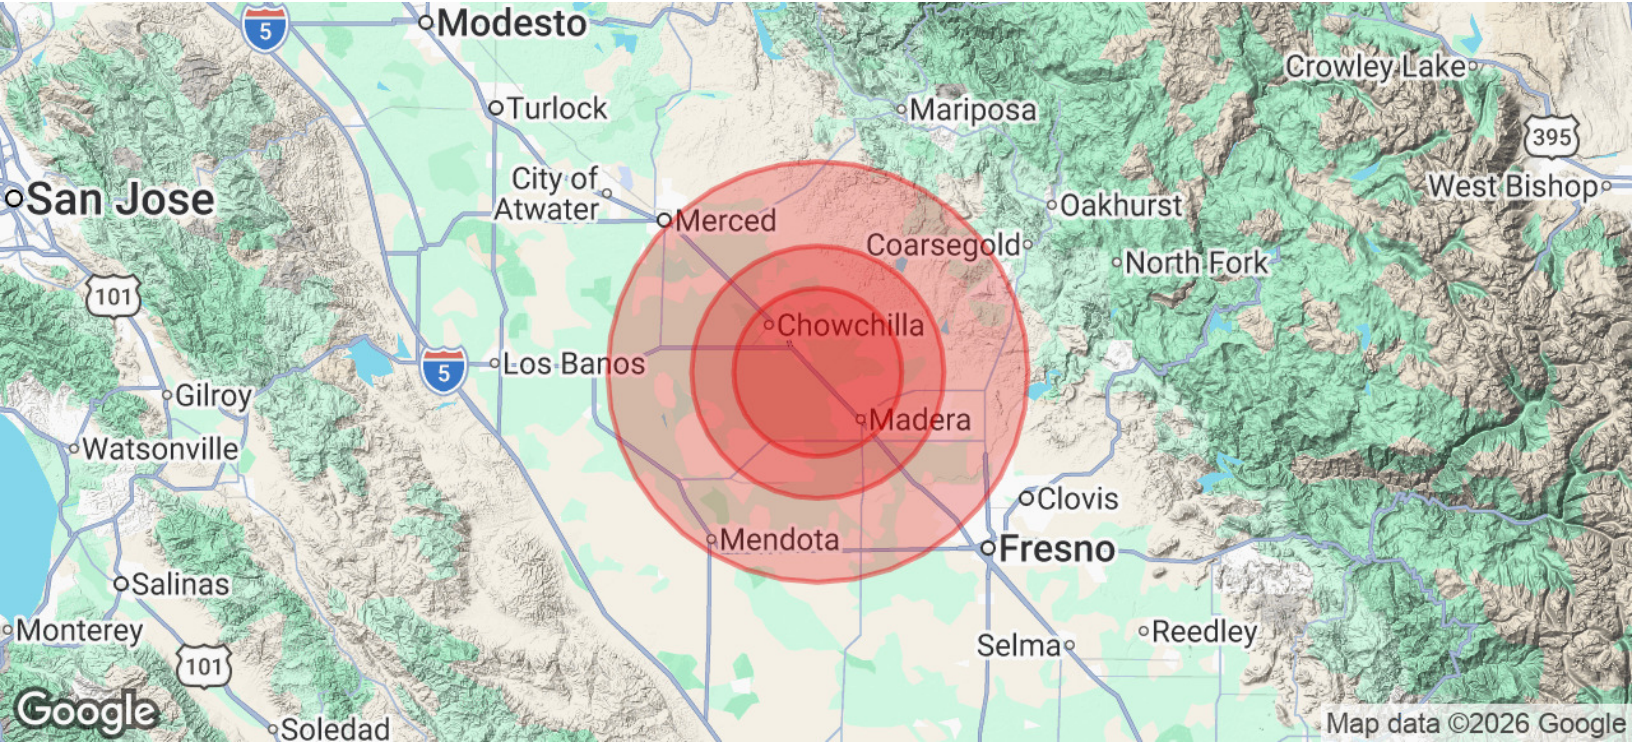 5
Modesto
Crowley Lake
Turlock
Mariposa
395
City of
Atwater
West Bishop
San Jose
Merced
Oakhurst
Coarsegold
North Fork
101
Chowchilla
Los Banos
5
Gilroy
Madera
Watsonville
Clovis
Mendota
Fresno
Salinas
Monterey
Reedley
Selma
101
Google
Soledad
Map data ©2026 Google